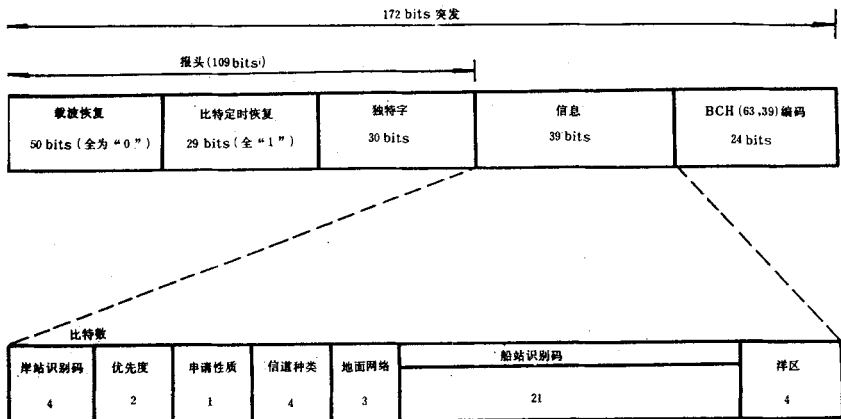 172 bits 突发
报头(109bits)
载波恢复
50 bits (全为“0”)
比特定时恢复
29 bits (全“1”)
独特字
30 bits
信息
39 bits
BCH (63,39) 编码
24 bits
比特数
岸站识别码
4
优先度
2
申请性质
1
信道种类
4
地面网络
3
船站识别码
21
洋区
4